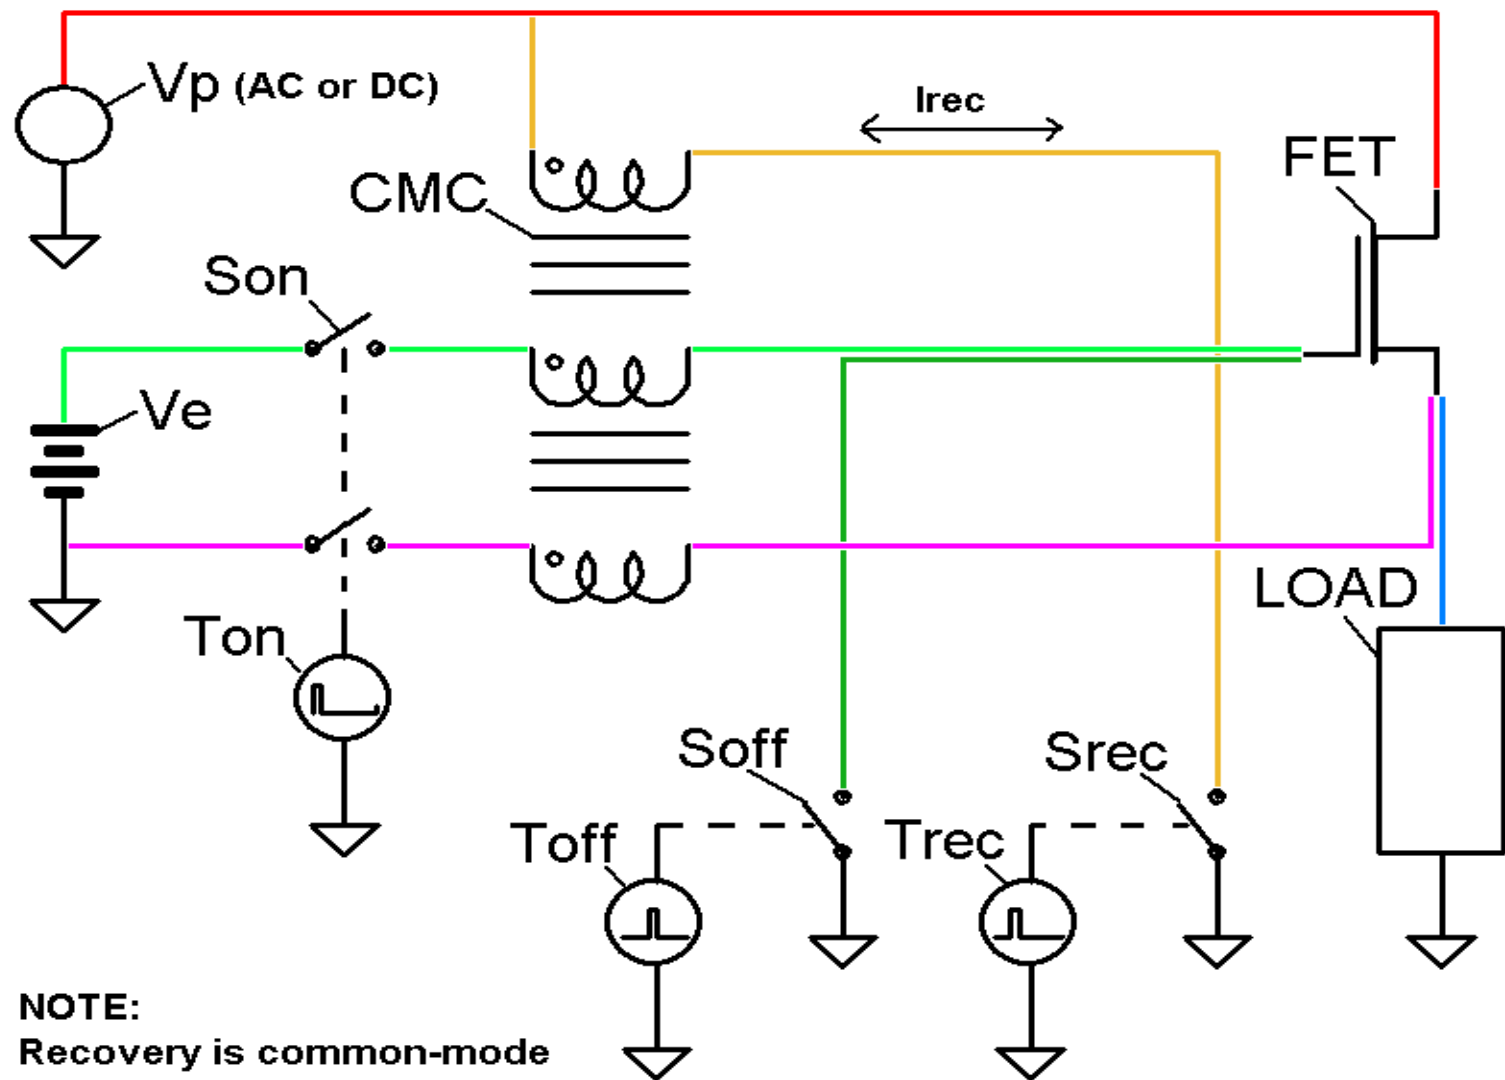 Vp (AC or DC)
Irec
FET
CMC
Son
Ve
LOAD
Ton
Soff
Srec
Toff
Trec
NOTE:
Recovery is common-mode